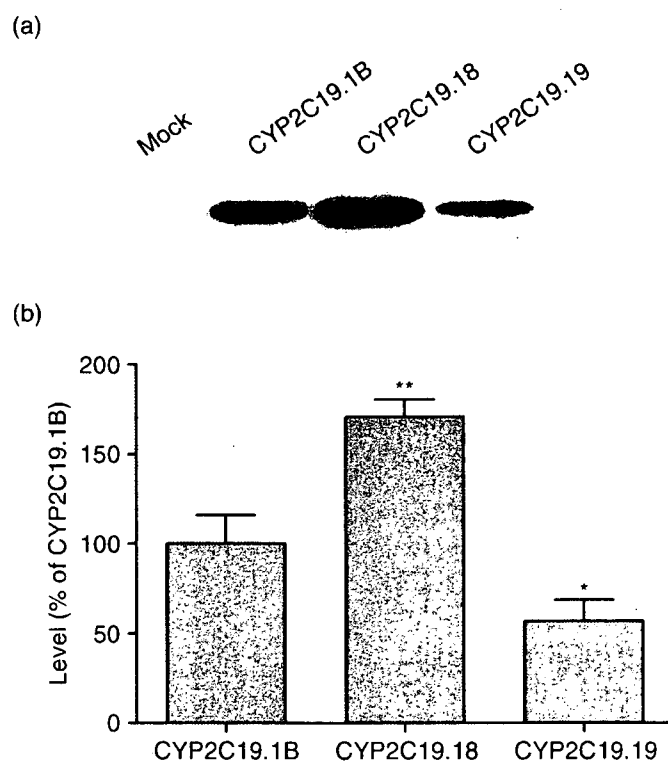 (a)
Mock
CYP2C19.1B
CYP2C19.18
CYP2C19.19
(b)
Level (% of CYP2C19.1B)
200
150
100
50
0
**
*
CYP2C19.1B
CYP2C19.18
CYP2C19.19